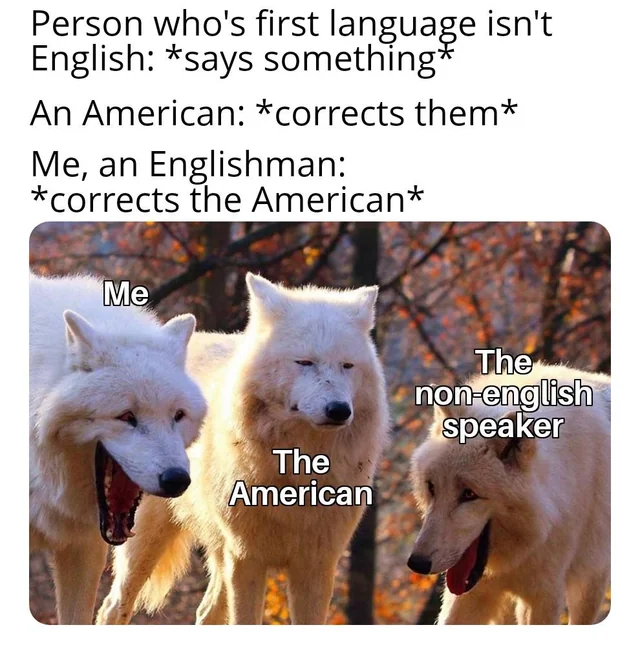 Person who's first language isn't
English: *says something*
An American: *corrects them*
Me, an Englishman:
*corrects the American*
Me
The
non-english
speaker
The
American